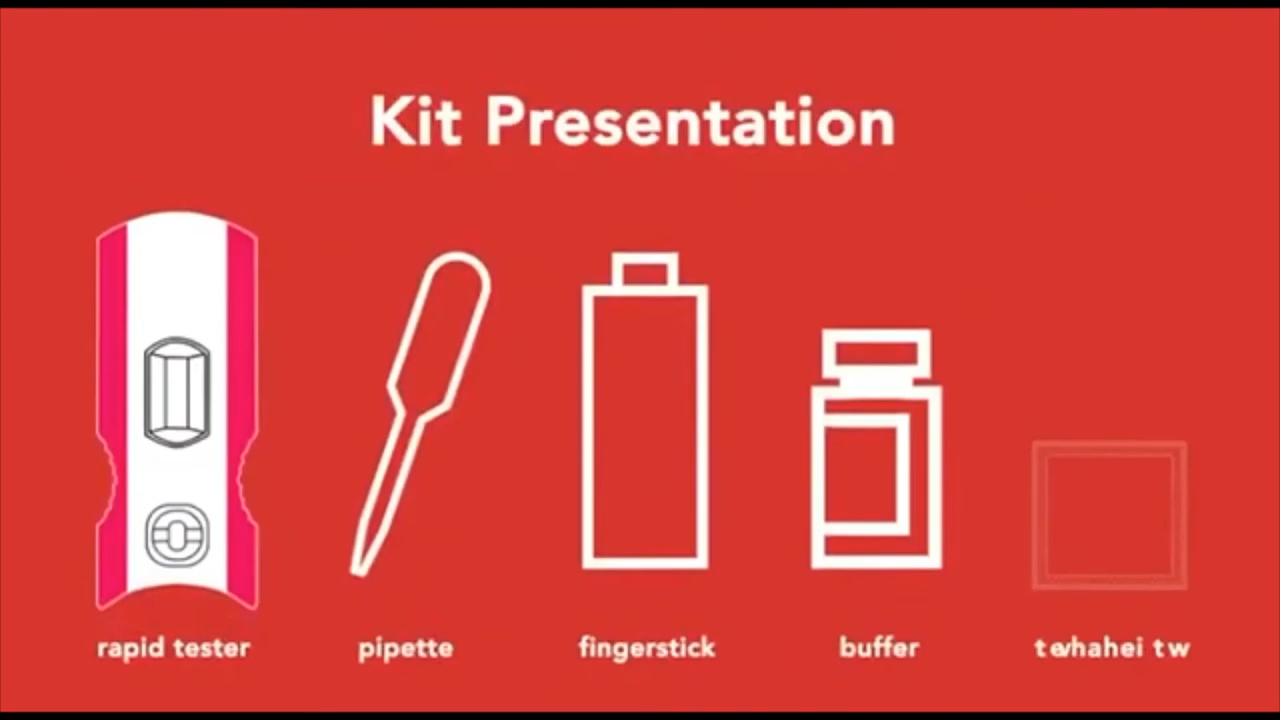 Kit Presentation
rapid tester
pipette
fingerstick
buffer